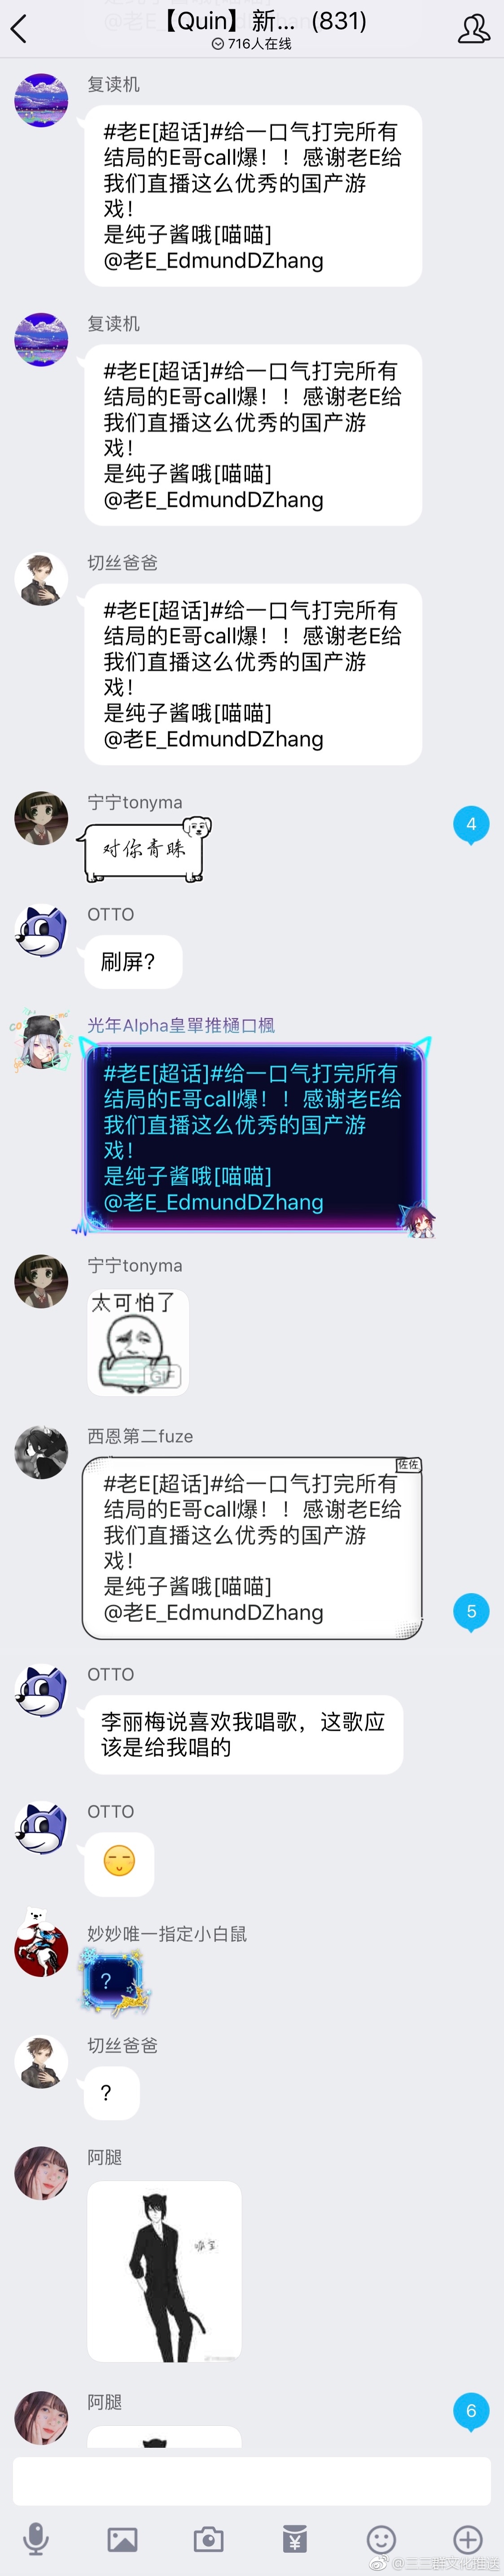 【Quin】新... (831)
716人在线
复读机
#老E[超话]#给一口气打完所有
结局的E哥call爆！！感谢老E给
我们直播这么优秀的国产游
戏！
是纯子酱哦[喵喵]
@老E_EdmundDZhang
复读机
#老E[超话]#给一口气打完所有
结局的E哥call爆！！感谢老E给
我们直播这么优秀的国产游
戏！
是纯子酱哦[喵喵]
@老E_EdmundDZhang
切丝爸爸
#老E[超话]#给一口气打完所有
结局的E哥call爆！！感谢老E给
我们直播这么优秀的国产游
戏！
是纯子酱哦[喵喵]
@老E_EdmundDZhang
宁宁tonyma
4
对你青睐
OTTO
刷屏？
光年Alpha皇單推樋口楓
#老E[超话]#给一口气打完所有
结局的E哥call爆！！感谢老E给
我们直播这么优秀的国产游
戏！
是纯子酱哦[喵喵]
@老E_EdmundDZhang
宁宁tonyma
太可怕了
GIF
西恩第二fuze
佐佐
#老E[超话]#给一口气打完所有
结局的E哥call爆！！感谢老E给
我们直播这么优秀的国产游
戏！
是纯子酱哦[喵喵]
@老E_EdmundDZhang
5
OTTO
李丽梅说喜欢我唱歌，这歌应
该是给我唱的
OTTO
妙妙唯一指定小白鼠
？
切丝爸爸
？
阿腿
阿腿
6
@三三群文化推送